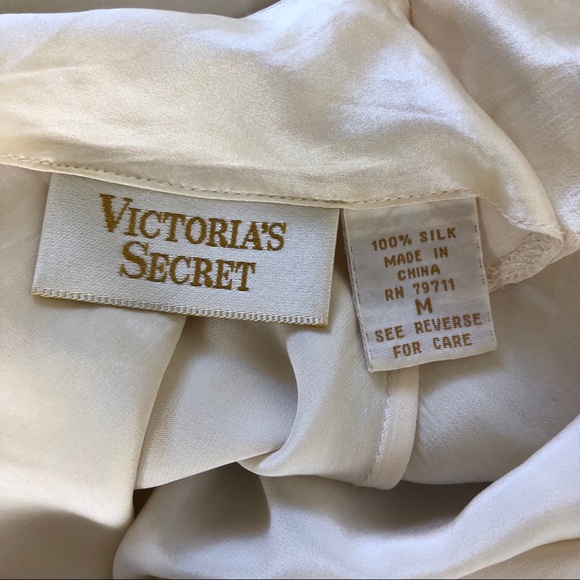 VICTORIA'S
SECRET
100% SILK
MADE IN
CHINA
RN 79711
M
SEE REVERSE
FOR CARE